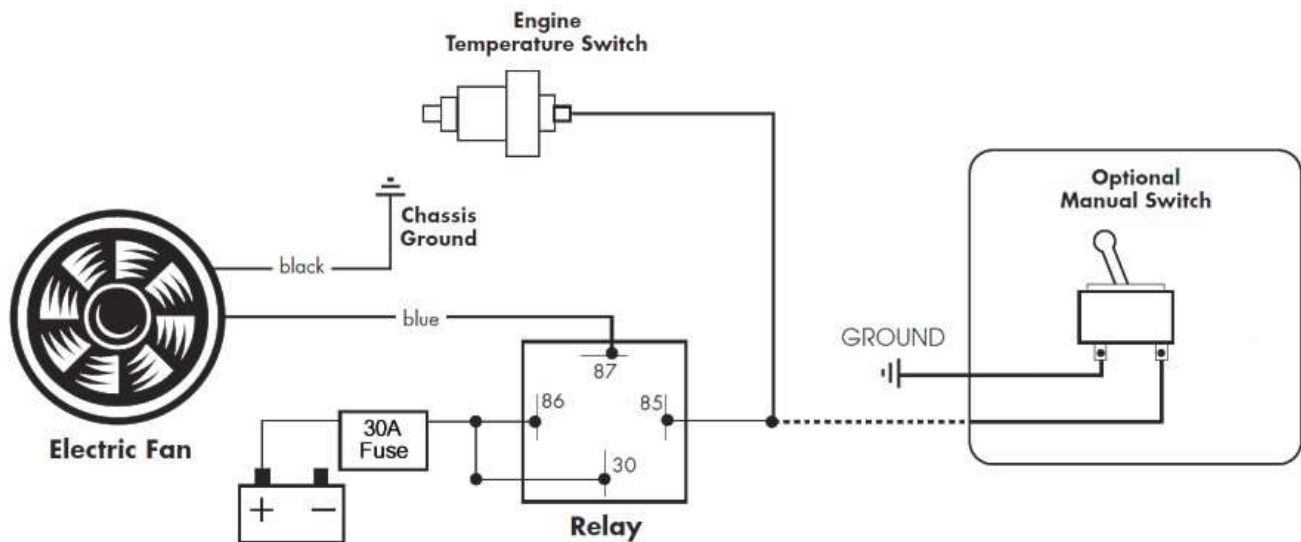 Engine
Temperature Switch
Optional
Manual Switch
Chassis
Ground
black
blue
GROUND
87
86
85
30A
Fuse
30
Electric Fan
+ −
Relay